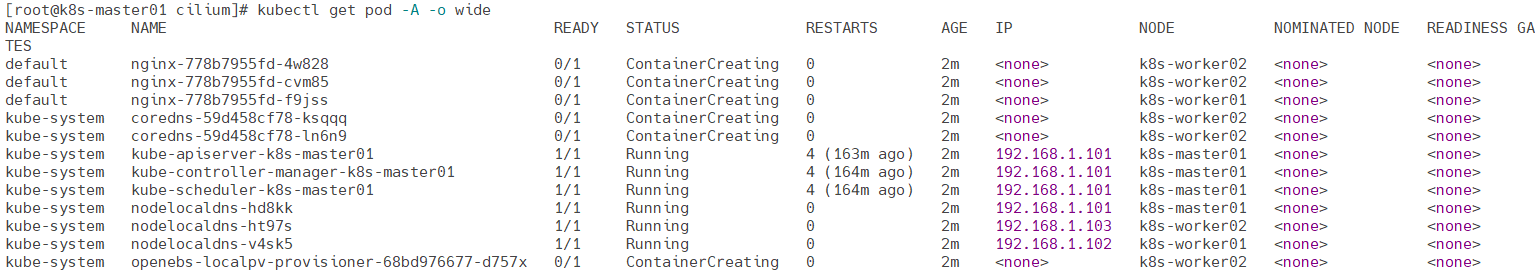 [root@k8s-master01 cilium]# kubectl get pod -A -o wide
NAMESPACE     NAME                                           READY   STATUS              RESTARTS       AGE   IP              NODE           NOMINATED NODE   READINESS GA
TES
default       nginx-778b7955fd-4w828                         0/1     ContainerCreating   0              2m    <none>          k8s-worker02   <none>           <none>
default       nginx-778b7955fd-cvm85                         0/1     ContainerCreating   0              2m    <none>          k8s-worker02   <none>           <none>
default       nginx-778b7955fd-f9jss                         0/1     ContainerCreating   0              2m    <none>          k8s-worker01   <none>           <none>
kube-system   coredns-59d458cf78-ksqqq                       0/1     ContainerCreating   0              2m    <none>          k8s-worker02   <none>           <none>
kube-system   coredns-59d458cf78-ln6n9                       0/1     ContainerCreating   0              2m    <none>          k8s-worker02   <none>           <none>
kube-system   kube-apiserver-k8s-master01                    1/1     Running             4 (163m ago)   2m    192.168.1.101   k8s-master01   <none>           <none>
kube-system   kube-controller-manager-k8s-master01           1/1     Running             4 (164m ago)   2m    192.168.1.101   k8s-master01   <none>           <none>
kube-system   kube-scheduler-k8s-master01                    1/1     Running             4 (164m ago)   2m    192.168.1.101   k8s-master01   <none>           <none>
kube-system   nodelocaldns-hd8kk                             1/1     Running             0              2m    192.168.1.101   k8s-master01   <none>           <none>
kube-system   nodelocaldns-ht97s                             1/1     Running             0              2m    192.168.1.103   k8s-worker02   <none>           <none>
kube-system   nodelocaldns-v4sk5                             1/1     Running             0              2m    192.168.1.102   k8s-worker01   <none>           <none>
kube-system   openebs-localpv-provisioner-68bd976677-d757x   0/1     ContainerCreating   0              2m    <none>          k8s-worker02   <none>           <none>